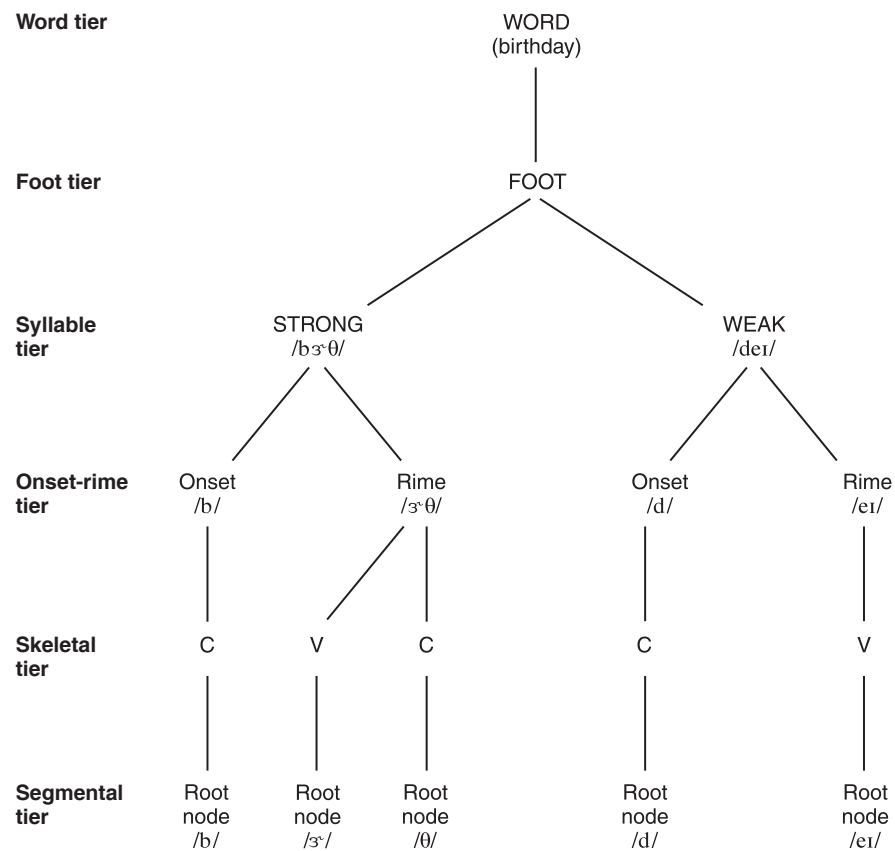 Word tier WORD
(birthday)
Foot tier FOOT
Syllable STRONG WEAK
tier /bɝθ/ /deɪ/
Onset-rime Onset Rime Onset Rime
tier /b/ /ɝθ/ /d/ /eɪ/
Skeletal C V C C V
tier
Segmental Root Root Root Root Root
tier node node node node node
/b/ /ɝ/ /θ/ /d/ /eɪ/